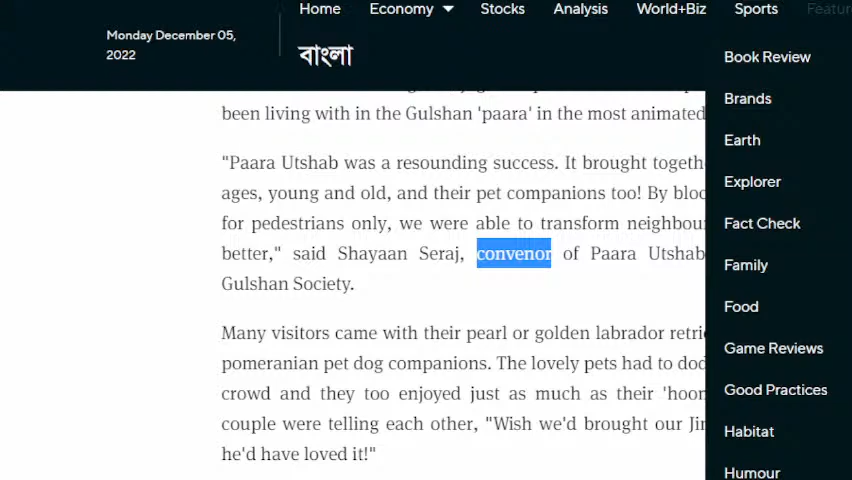 Home Economy Stocks Analysis World+Biz Sports Featur
Monday December 05,
2022
বাংলা
been living with in the Gulshan 'paara' in the most animated
"Paara Utshab was a resounding success. It brought togeth
ages, young and old, and their pet companions too! By bloc
for pedestrians only, we were able to transform neighbour
better," said Shayaan Seraj, convenor of Paara Utshab
Gulshan Society.
Many visitors came with their pearl or golden labrador retri
pomeranian pet dog companions. The lovely pets had to dod
crowd and they too enjoyed just as much as their 'hoon
couple were telling each other, "Wish we'd brought our Jin
he'd have loved it!"
Book Review
Brands
Earth
Explorer
Fact Check
Family
Food
Game Reviews
Good Practices
Habitat
Humour